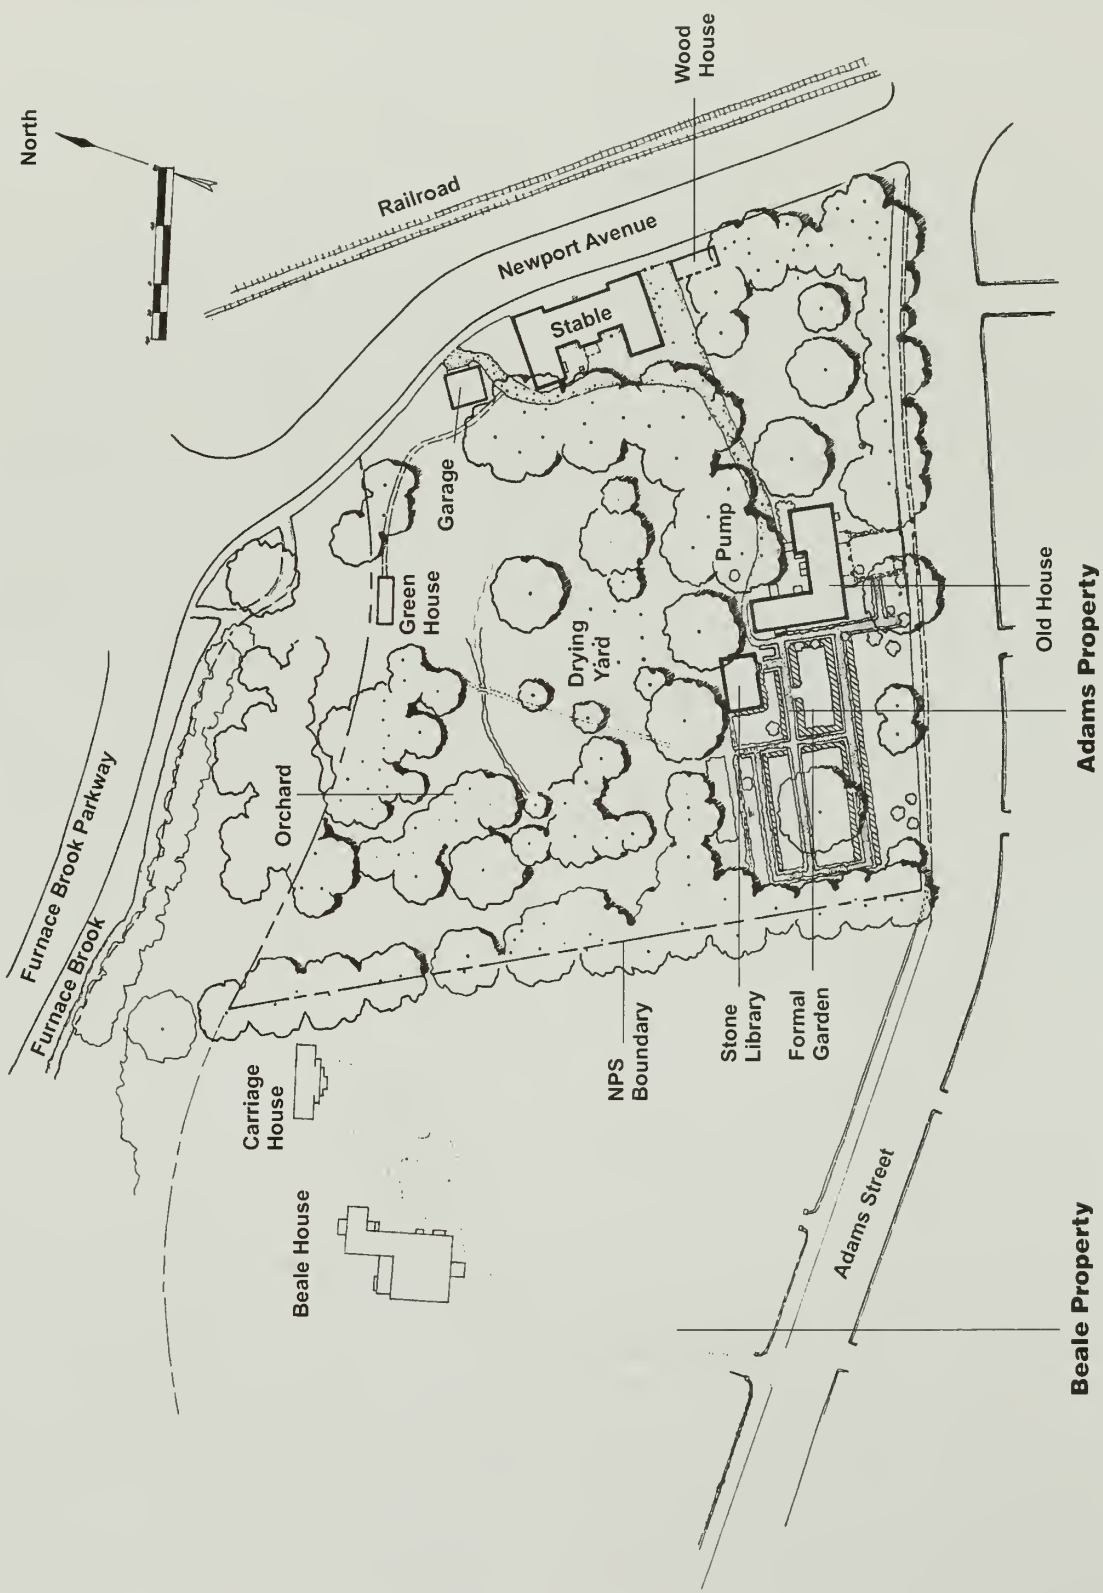 North
Railroad
Wood
House
Newport Avenue
Stable
Garage
Green
House
Pump
Drying
Yard
Old House
Adams Property
Orchard
Furnace Brook Parkway
Furnace Brook
NPS
Boundary
Stone
Library
Formal
Garden
Carriage
House
Beale House
Adams Street
Beale Property